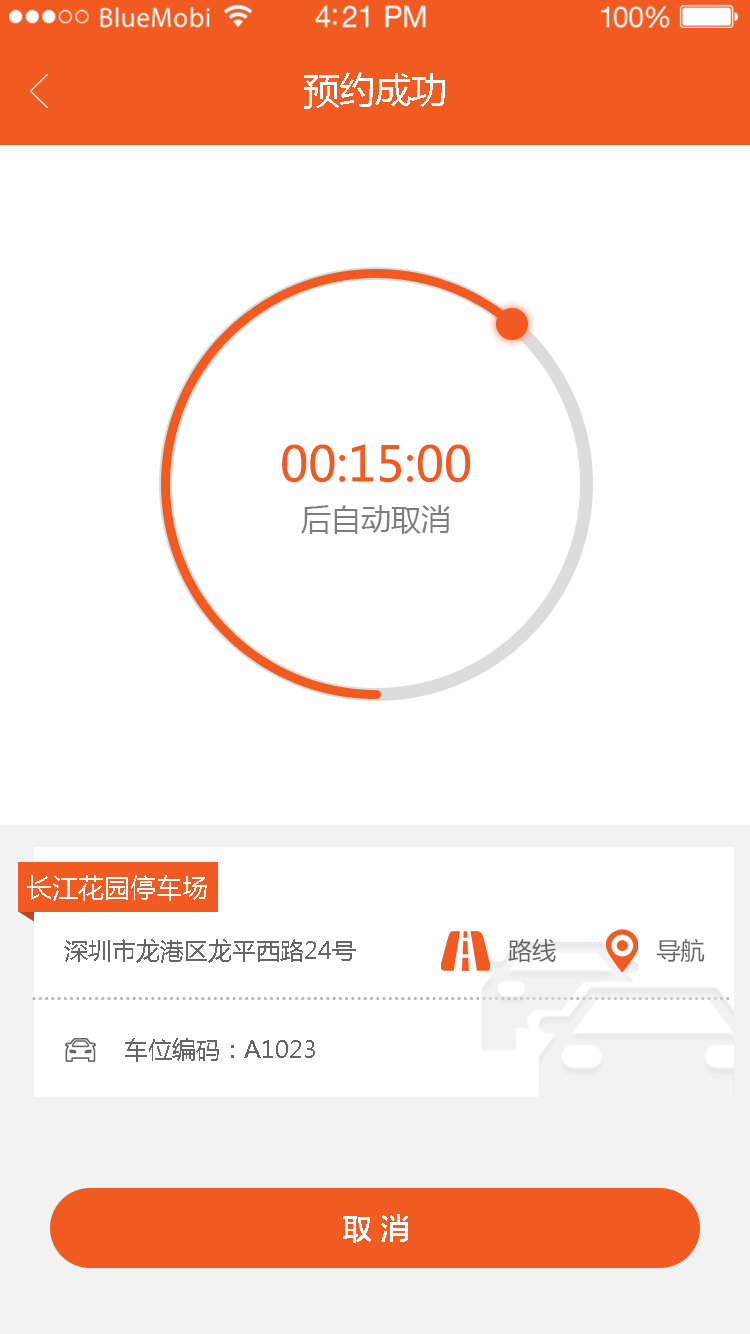 BlueMobi 4:21 PM 100%
预约成功
00:15:00
后自动取消
长江花园停车场
深圳市龙港区龙平西路24号 路线 导航
车位编码：A1023
取 消